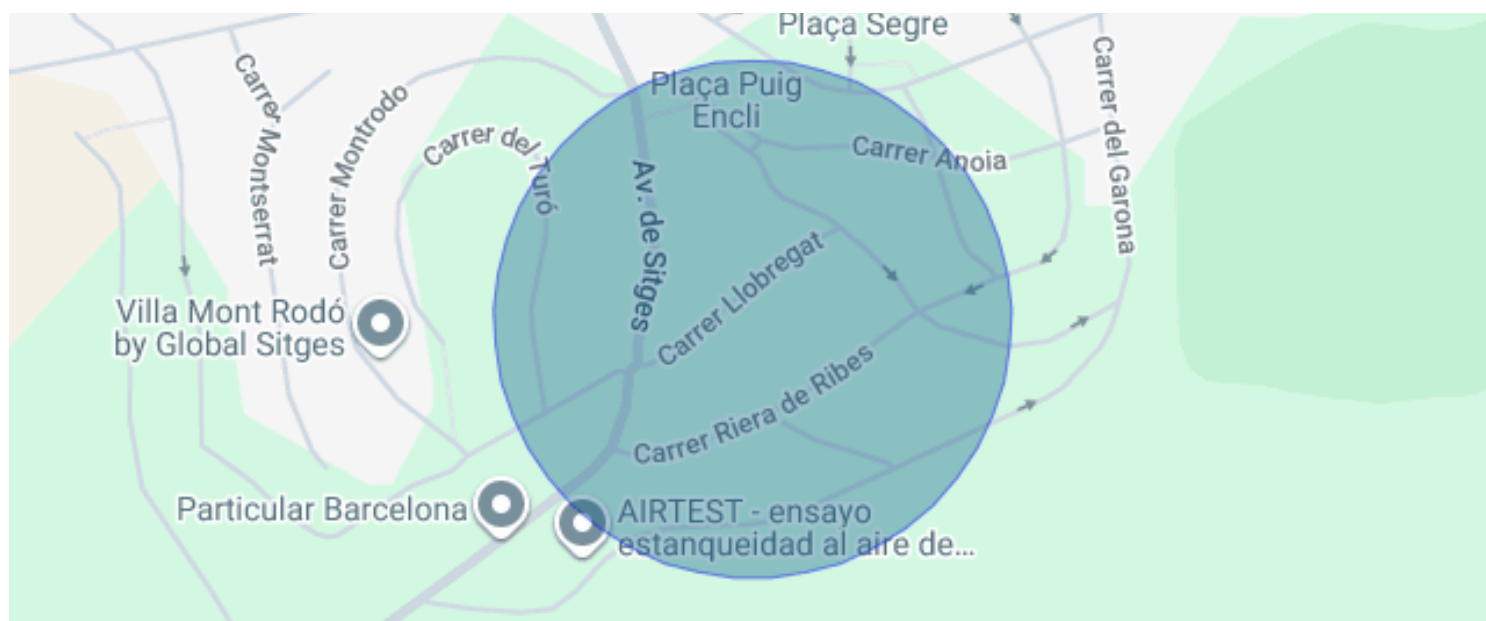 Plaça Segre
Plaça Puig
Encli
Carrer Montserrat
Carrer Montrodo
Carrer del Turó
Av. de Sitges
Carrer Anoia
Carrer del Garona
Carrer Llobregat
Villa Mont Rodó
by Global Sitges
Carrer Riera de Ribes
Particular Barcelona
AIRTEST - ensayo
estanqueidad al aire de...